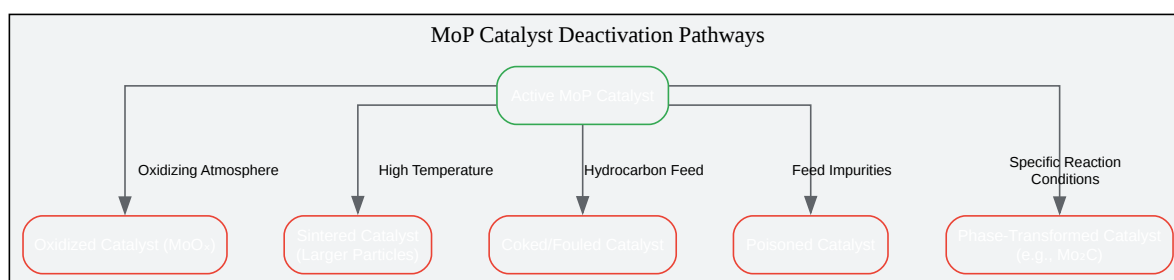 MoP Catalyst Deactivation Pathways
Active MoP Catalyst
Oxidizing Atmosphere
High Temperature
Hydrocarbon Feed
Feed Impurities
Specific Reaction
Conditions
Oxidized Catalyst (MoOₓ)
Sintered Catalyst
(Larger Particles)
Coked/Fouled Catalyst
Poisoned Catalyst
Phase-Transformed Catalyst
(e.g., Mo₂C)